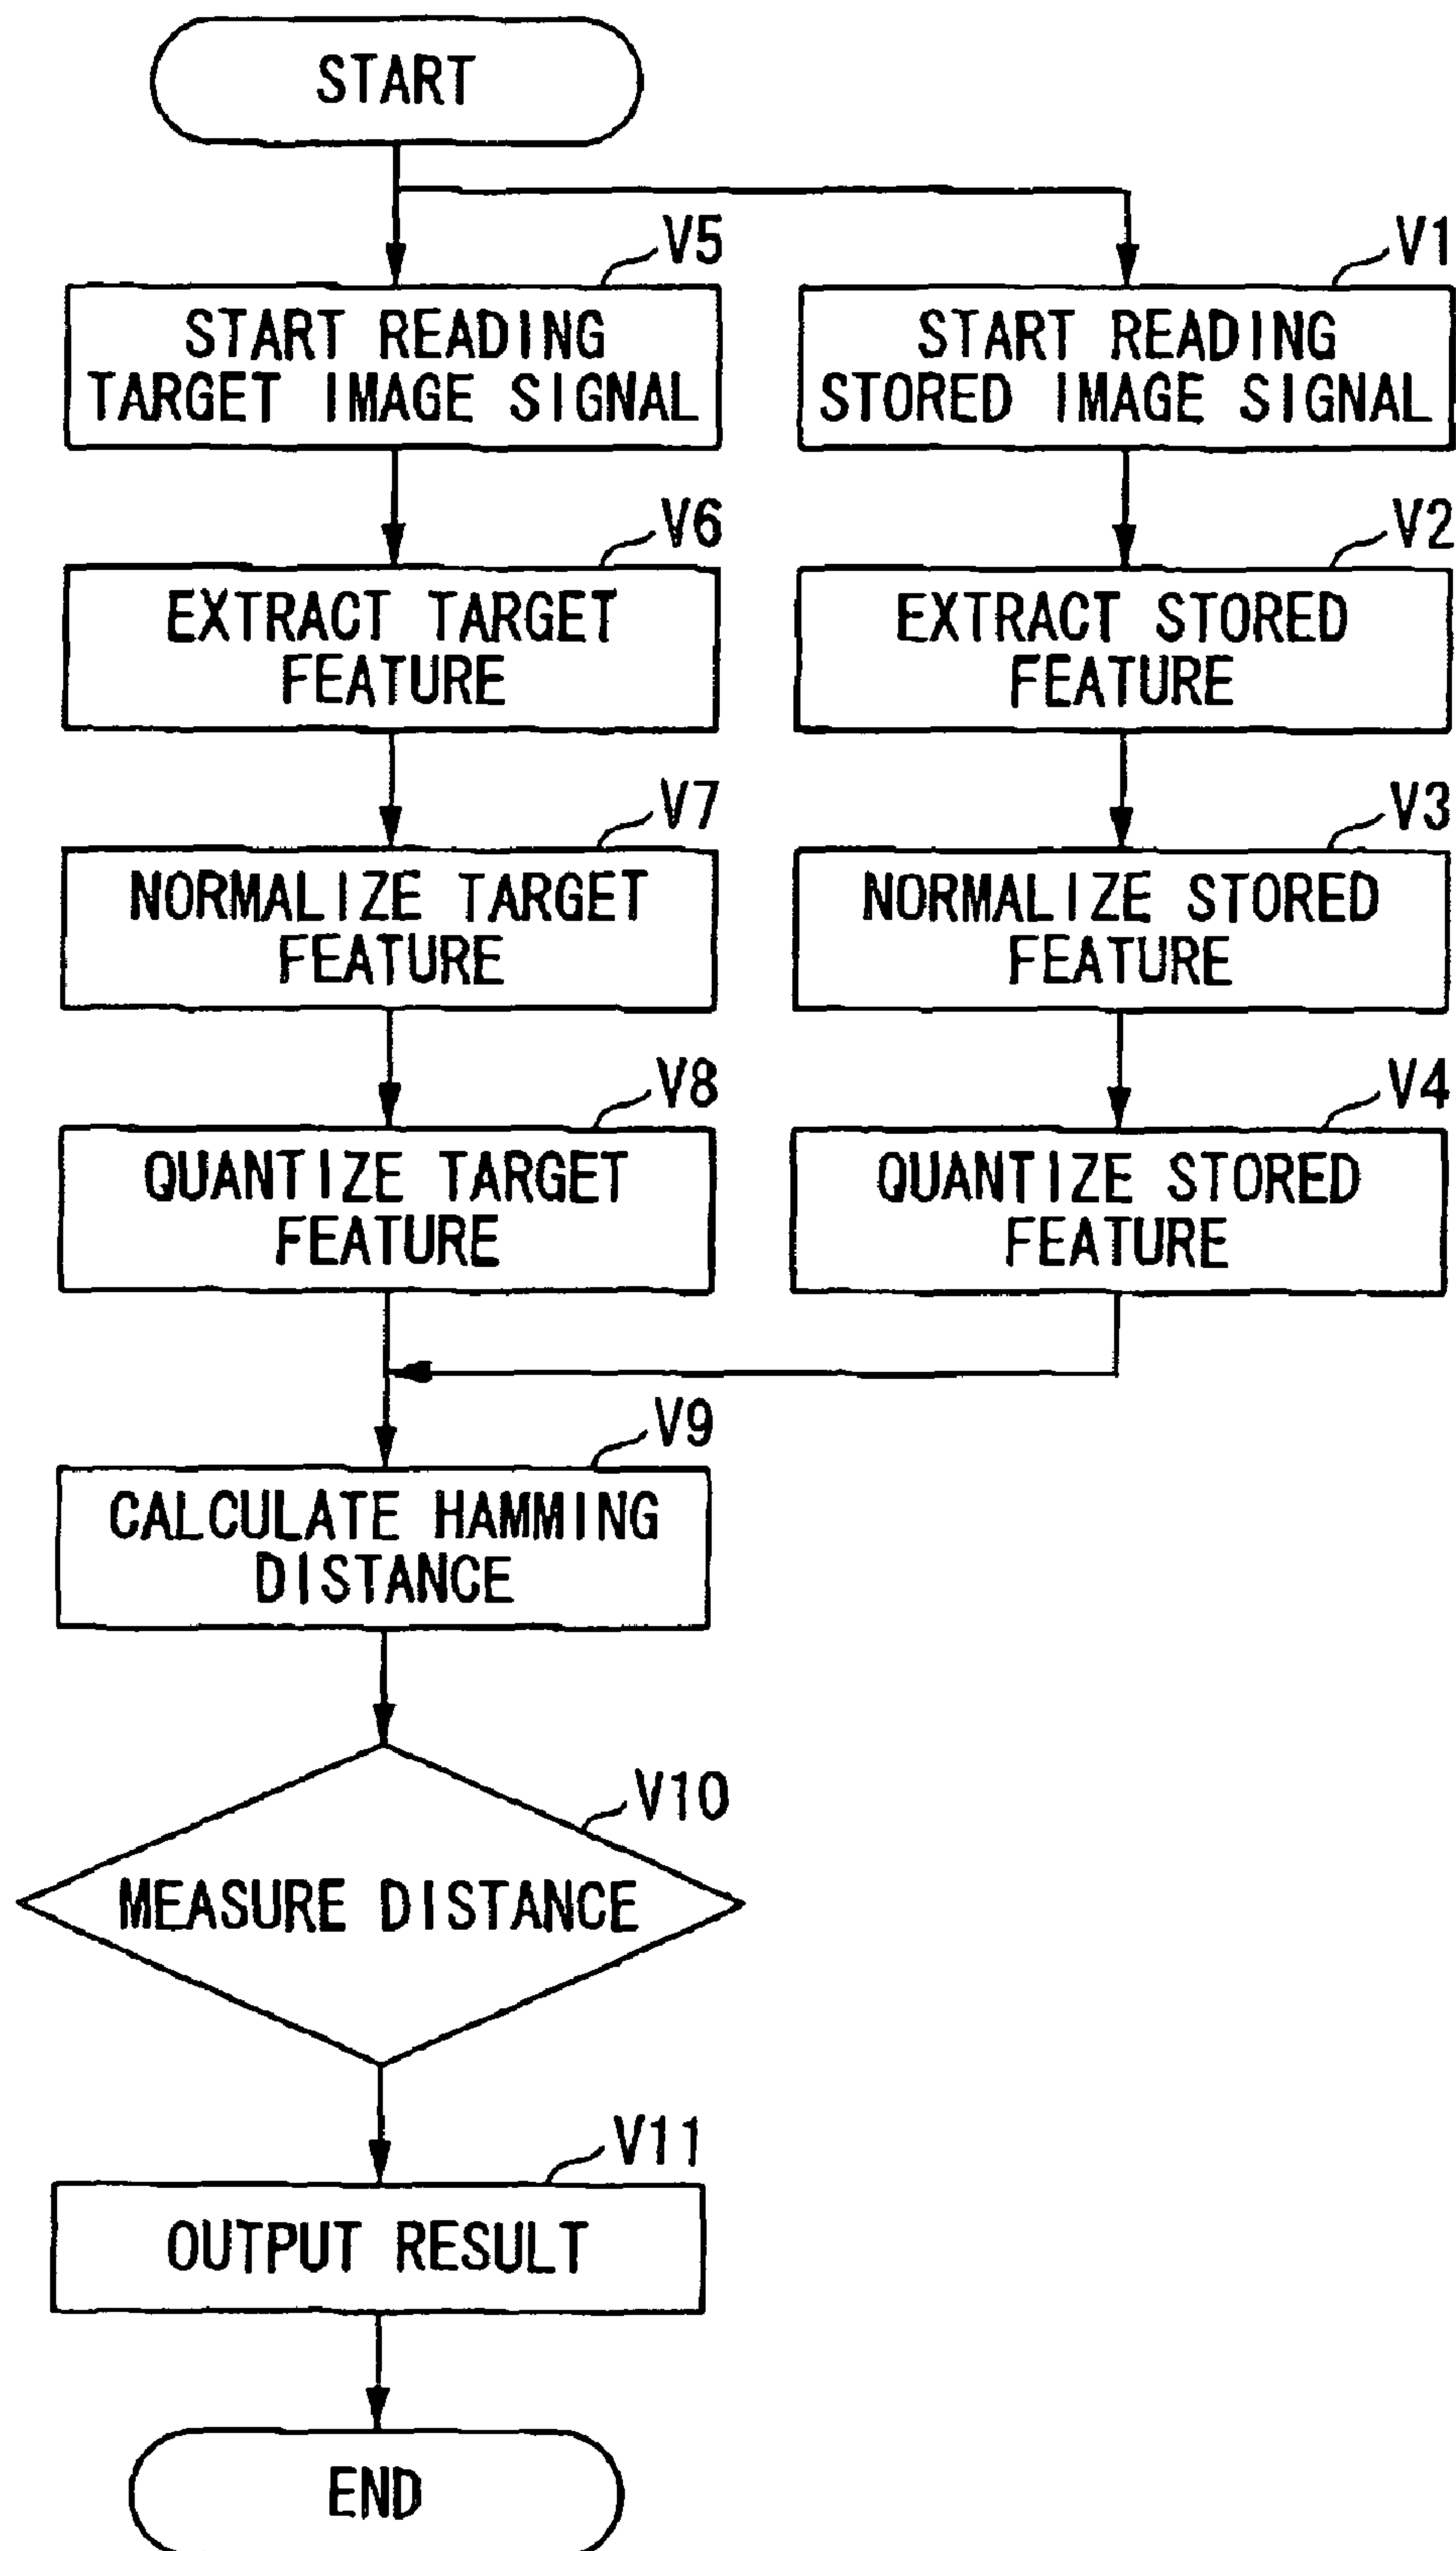 START
V5
START READING
TARGET IMAGE SIGNAL
V1
START READING
STORED IMAGE SIGNAL
V6
EXTRACT TARGET
FEATURE
V2
EXTRACT STORED
FEATURE
V7
NORMALIZE TARGET
FEATURE
V3
NORMALIZE STORED
FEATURE
V8
QUANTIZE TARGET
FEATURE
V4
QUANTIZE STORED
FEATURE
V9
CALCULATE HAMMING
DISTANCE
V10
MEASURE DISTANCE
V11
OUTPUT RESULT
END